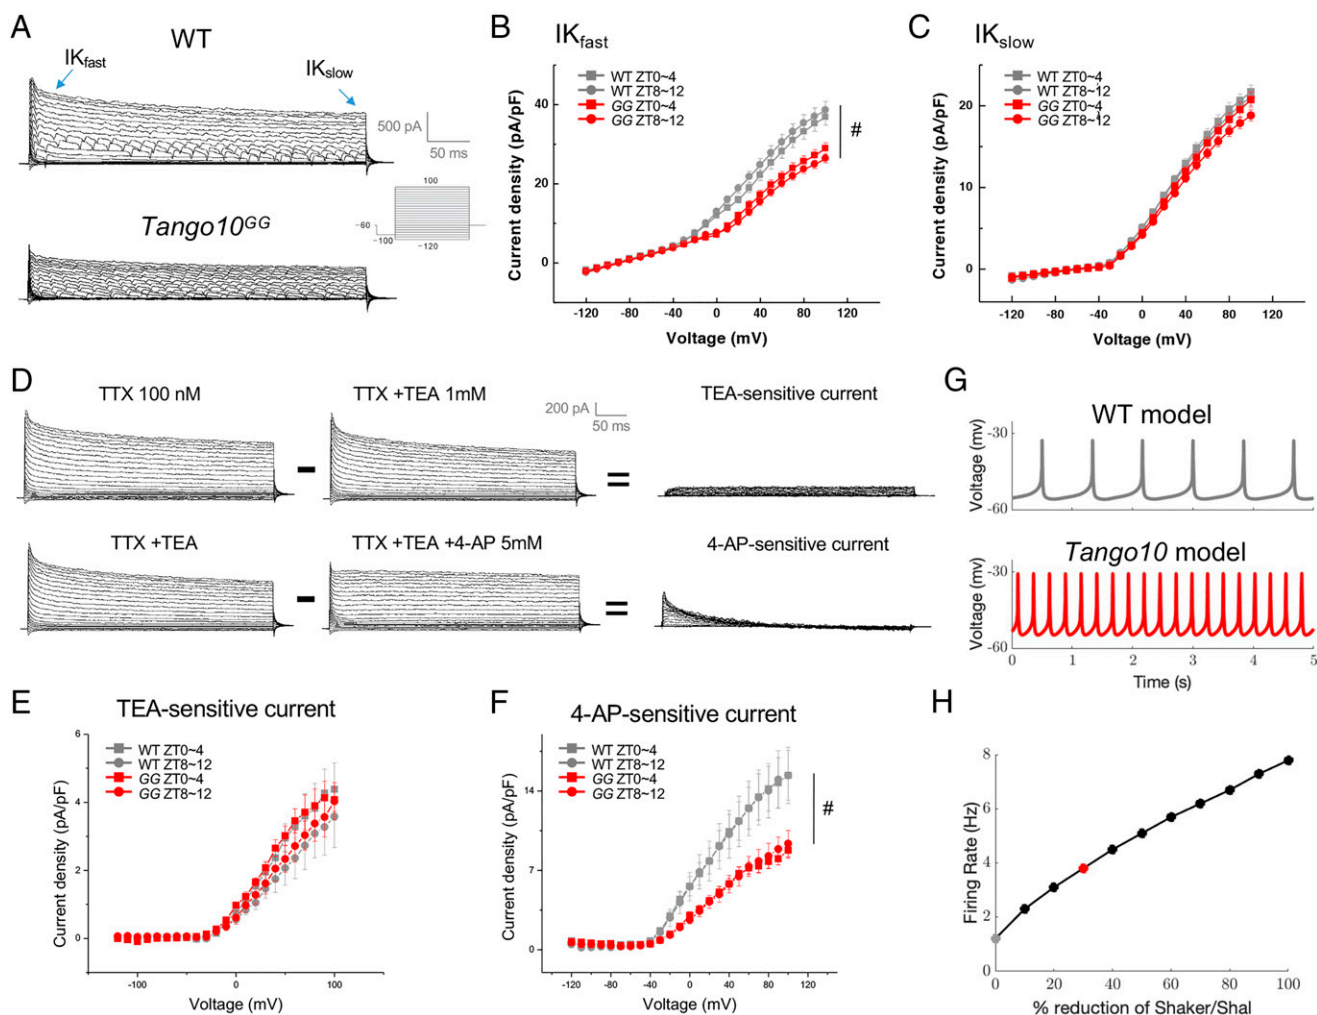 A
WT
IKfast
IKslow
500 pA
50 ms
100
−60
−100
−120
Tango10GG
B
IKfast
WT ZT0~4
WT ZT8~12
GG ZT0~4
GG ZT8~12
#
Current density (pA/pF)
40
20
0
-120
-80
-40
0
40
80
120
Voltage (mV)
C
IKslow
WT ZT0~4
WT ZT8~12
GG ZT0~4
GG ZT8~12
Current density (pA/pF)
20
10
0
-120
-80
-40
0
40
80
120
Voltage (mV)
D
TTX 100 nM
TTX +TEA 1mM
200 pA
50 ms
TEA-sensitive current
TTX +TEA
TTX +TEA +4-AP 5mM
4-AP-sensitive current
G
WT model
Voltage (mv)
-30
-60
Tango10 model
Voltage (mv)
-30
-60
0
1
2
3
4
5
Time (s)
E
TEA-sensitive current
WT ZT0~4
WT ZT8~12
GG ZT0~4
GG ZT8~12
Current density (pA/pF)
6
4
2
0
-100
0
100
Voltage (mV)
F
4-AP-sensitive current
WT ZT0~4
WT ZT8~12
GG ZT0~4
GG ZT8~12
#
Current density (pA/pF)
14
7
0
-120
-80
-40
0
40
80
120
Voltage (mV)
H
Firing Rate (Hz)
8
6
4
2
0
0
20
40
60
80
100
% reduction of Shaker/Shal